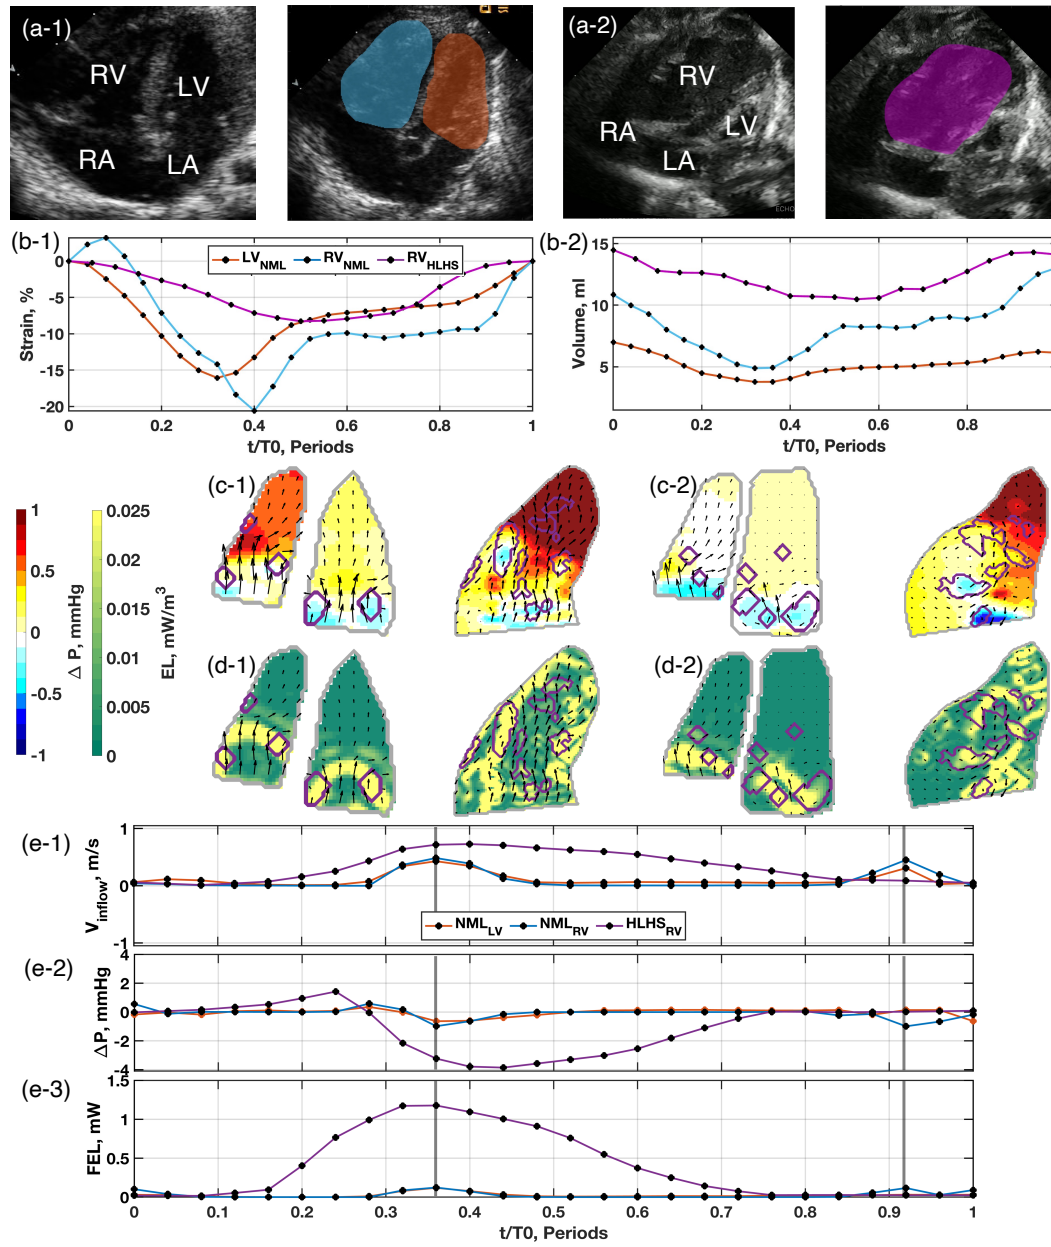 (a-1)
RV
LV
RA
LA
(a-2)
RV
LV
RA
LA
ECHO
(b-1)
0
-5
-10
-15
-20
Strain, %
LV_NML
RV_NML
RV_HLHS
0
0.2
0.4
0.6
0.8
1
t/T0, Periods
(b-2)
15
10
5
Volume, ml
0
0.2
0.4
0.6
0.8
t/T0, Periods
1
0.5
0
-0.5
-1
Δ P, mmHg
0.025
0.02
0.015
0.01
0.005
0
EL, mW/m³
(c-1)
(c-2)
(d-1)
(d-2)
(e-1)
1
0
-1
V_inflow, m/s
NML_LV
NML_RV
HLHS_RV
(e-2)
4
2
0
-2
-4
ΔP, mmHg
(e-3)
1.5
1
0.5
0
FEL, mW
0
0.1
0.2
0.3
0.4
0.5
0.6
0.7
0.8
0.9
1
t/T0, Periods